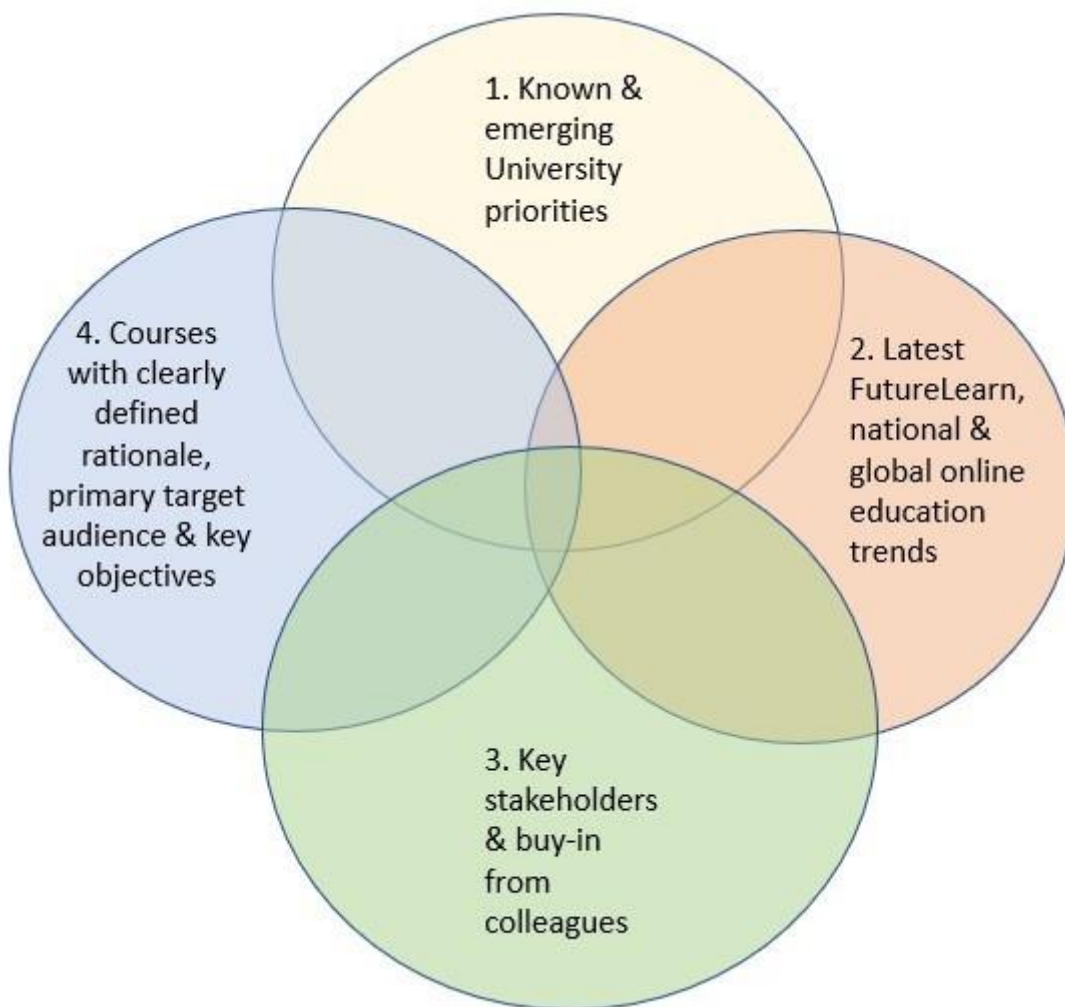 1. Known &
emerging
University
priorities
2. Latest
FutureLearn,
national &
global online
education
trends
3. Key
stakeholders
& buy-in
from
colleagues
4. Courses
with clearly
defined
rationale,
primary target
audience & key
objectives